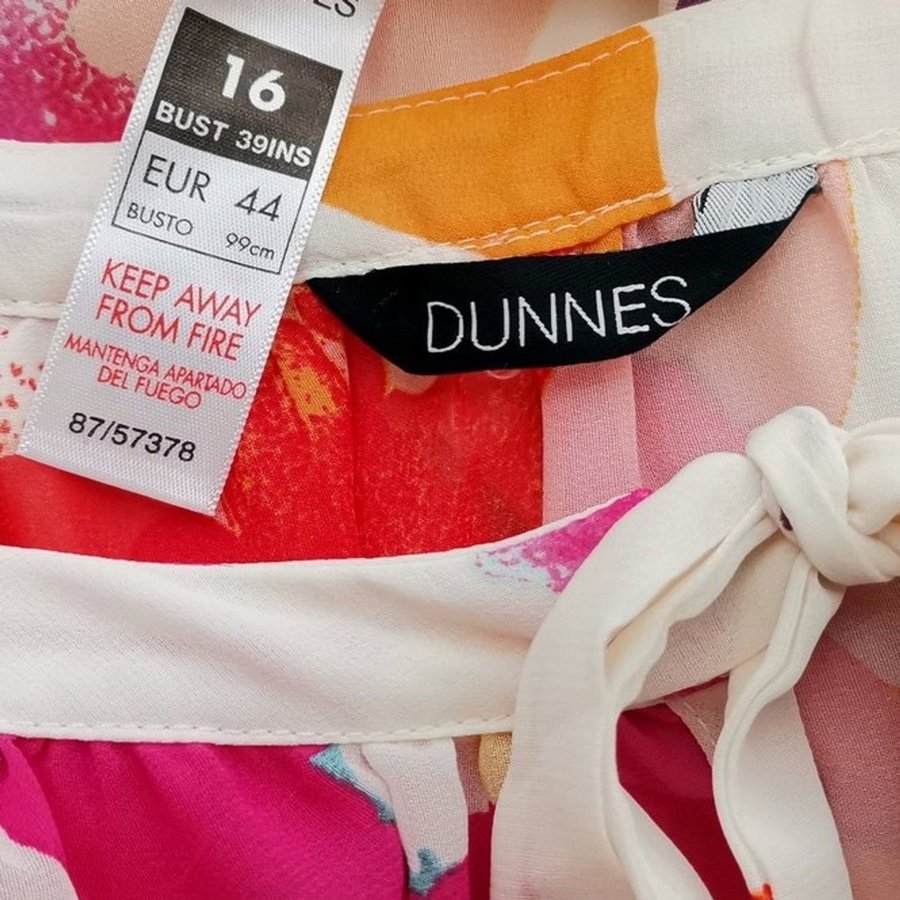 16
BUST 39INS
EUR 44
BUSTO 99cm
KEEP AWAY
FROM FIRE
MANTENGA APARTADO
DEL FUEGO
87/57378
DUNNES